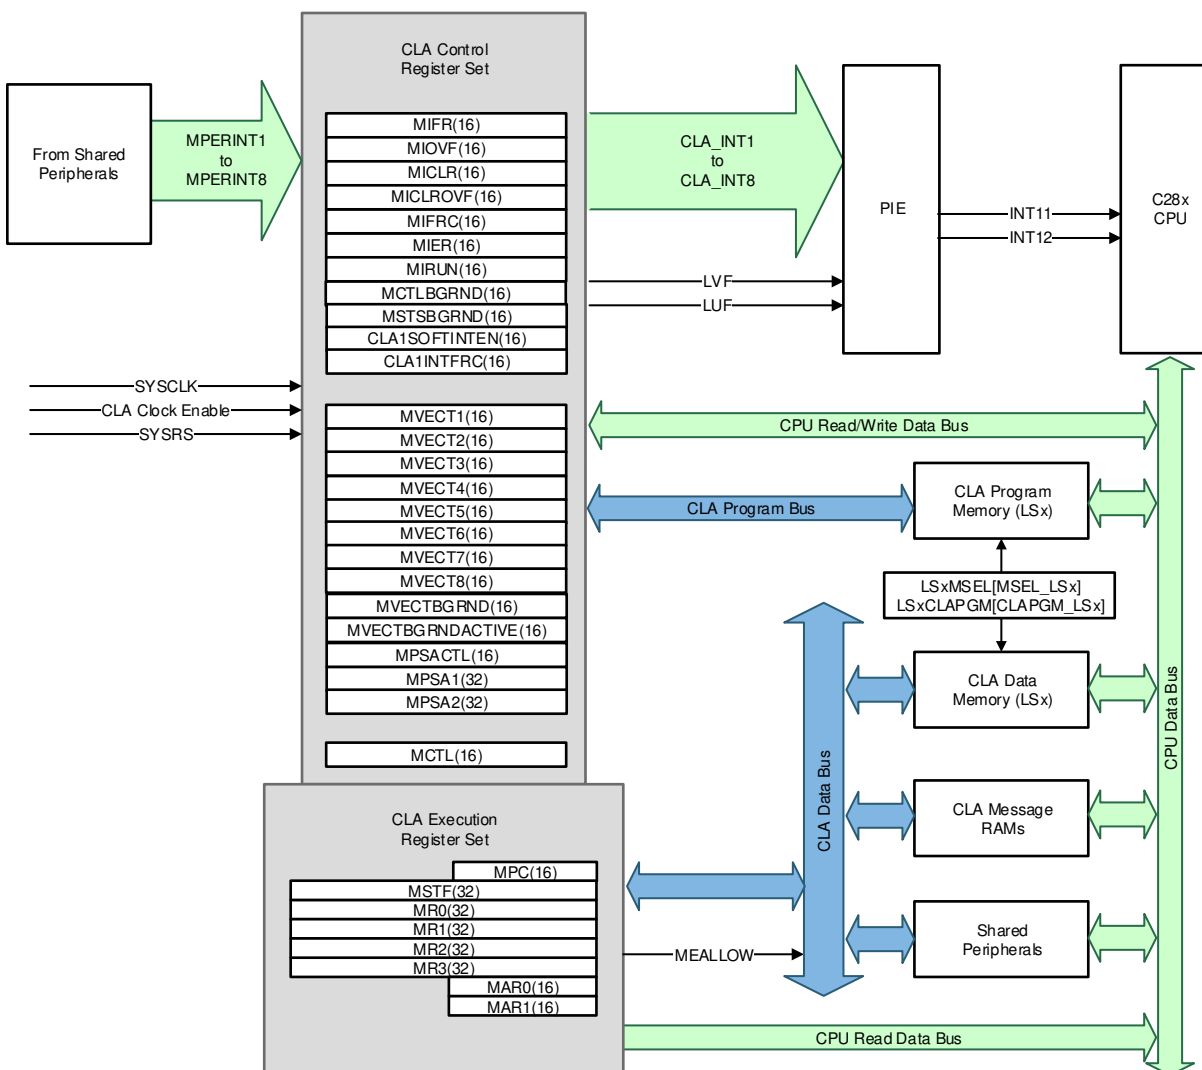 CLA Control
Register Set
From Shared
Peripherals
MPERINT1
to
MPERINT8
MIFR(16)
MIOVF(16)
MICLR(16)
MICLROVF(16)
MIFRC(16)
MIER(16)
MIRUN(16)
MCTLBGRND(16)
MSTSBGRND(16)
CLA1SOFTINTEN(16)
CLA1INTFRC(16)
CLA_INT1
to
CLA_INT8
LVF
LUF
PIE
INT11
INT12
C28x
CPU
SYSCLK
CLA Clock Enable
SYSRS
MVECT1(16)
MVECT2(16)
MVECT3(16)
MVECT4(16)
MVECT5(16)
MVECT6(16)
MVECT7(16)
MVECT8(16)
MVECTBGRND(16)
MVECTBGRNDACTIVE(16)
MPSACTL(16)
MPSA1(32)
MPSA2(32)
MCTL(16)
CPU Read/Write Data Bus
CLA Program Bus
CLA Program
Memory (LSx)
LSxMSEL[MSEL_LSx]
LSxCLAPGM[CLAPGM_LSx]
CLA Data
Memory (LSx)
CLA Message
RAMs
Shared
Peripherals
CLA Data Bus
CPU Data Bus
CLA Execution
Register Set
MPC(16)
MSTF(32)
MR0(32)
MR1(32)
MR2(32)
MR3(32)
MAR0(16)
MAR1(16)
MEALLOW
CPU Read Data Bus